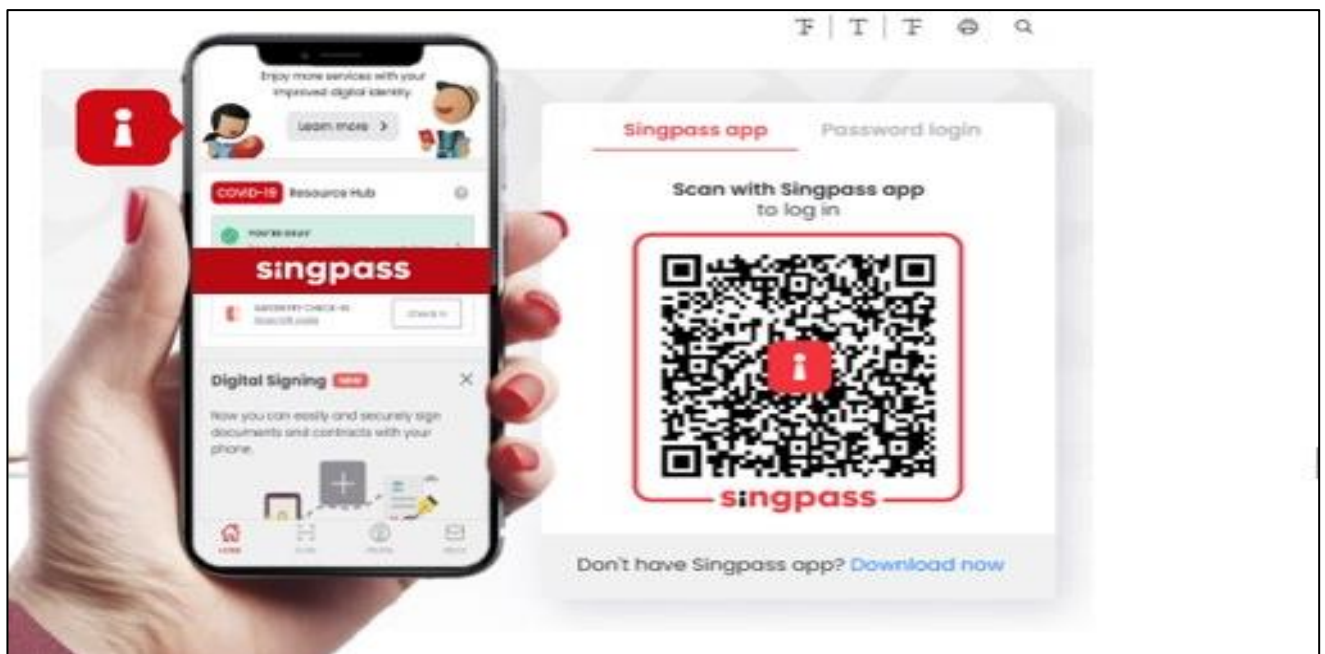 T | T | T
Enjoy more services with your
improved digital identity
Learn more >
COVID-19 Resource Hub
singpass
Check in
Digital Signing NEW
Now you can easily and securely sign
documents and contracts with your
phone.
HOME
Singpass app Password login
Scan with Singpass app
to log in
singpass
Don't have Singpass app? Download now